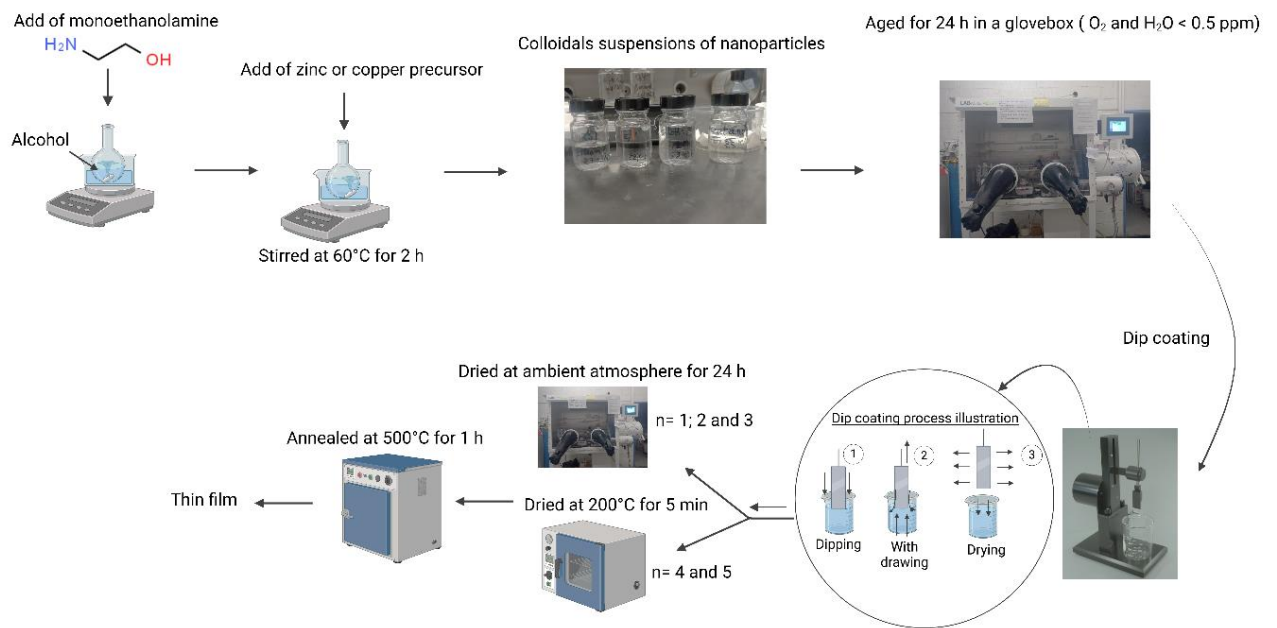 Add of monoethanolamine
H₂N
OH
Alcohol
Add of zinc or copper precursor
Stirred at 60°C for 2 h
Colloidals suspensions of nanoparticles
Aged for 24 h in a glovebox ( O₂ and H₂O < 0.5 ppm)
Dip coating
Dip coating process illustration
1
2
3
Dipping
With
drawing
Drying
Dried at ambient atmosphere for 24 h
n= 1; 2 and 3
Dried at 200°C for 5 min
n= 4 and 5
Annealed at 500°C for 1 h
Thin film